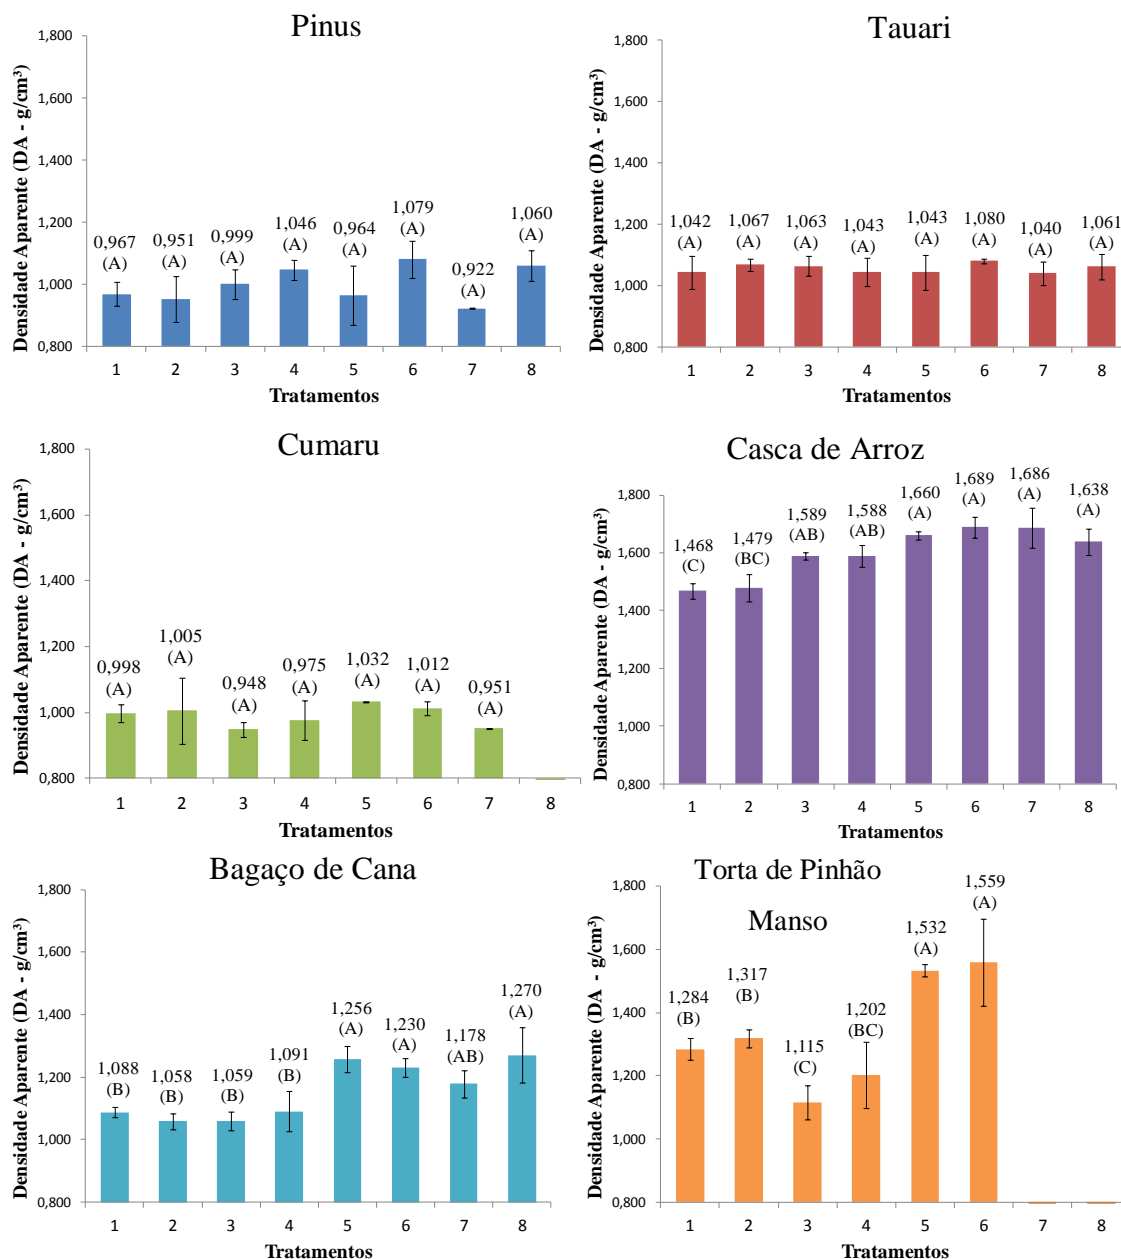 Pinus
Densidade Aparente (DA - g/cm³)
1,800
1,600
1,400
1,200
1,000
0,800
0,967
(A)
0,951
(A)
0,999
(A)
1,046
(A)
0,964
(A)
1,079
(A)
0,922
(A)
1,060
(A)
1 2 3 4 5 6 7 8
Tratamentos
Tauari
Densidade Aparente (DA - g/cm³)
1,800
1,600
1,400
1,200
1,000
0,800
1,042
(A)
1,067
(A)
1,063
(A)
1,043
(A)
1,043
(A)
1,080
(A)
1,040
(A)
1,061
(A)
1 2 3 4 5 6 7 8
Tratamentos
Cumaru
Densidade Aparente (DA - g/cm³)
1,800
1,600
1,400
1,200
1,000
0,800
0,998
(A)
1,005
(A)
0,948
(A)
0,975
(A)
1,032
(A)
1,012
(A)
0,951
(A)
1 2 3 4 5 6 7 8
Tratamentos
Casca de Arroz
Densidade Aparente (DA - g/cm³)
1,800
1,600
1,400
1,200
1,000
0,800
1,468
(C)
1,479
(BC)
1,589
(AB)
1,588
(AB)
1,660
(A)
1,689
(A)
1,686
(A)
1,638
(A)
1 2 3 4 5 6 7 8
Tratamentos
Bagaço de Cana
Densidade Aparente (DA - g/cm³)
1,800
1,600
1,400
1,200
1,000
0,800
1,088
(B)
1,058
(B)
1,059
(B)
1,091
(B)
1,256
(A)
1,230
(A)
1,178
(AB)
1,270
(A)
1 2 3 4 5 6 7 8
Tratamentos
Torta de Pinhão
Manso
Densidade Aparente (DA - g/cm³)
1,800
1,600
1,400
1,200
1,000
0,800
1,284
(B)
1,317
(B)
1,115
(C)
1,202
(BC)
1,532
(A)
1,559
(A)
1 2 3 4 5 6 7 8
Tratamentos